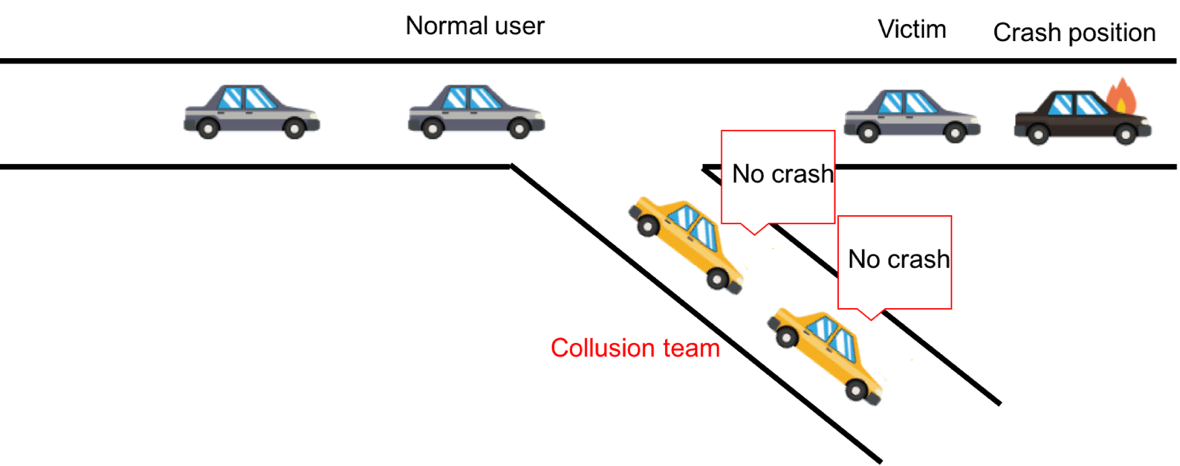 Normal user
Victim
Crash position
No crash
No crash
Collusion team